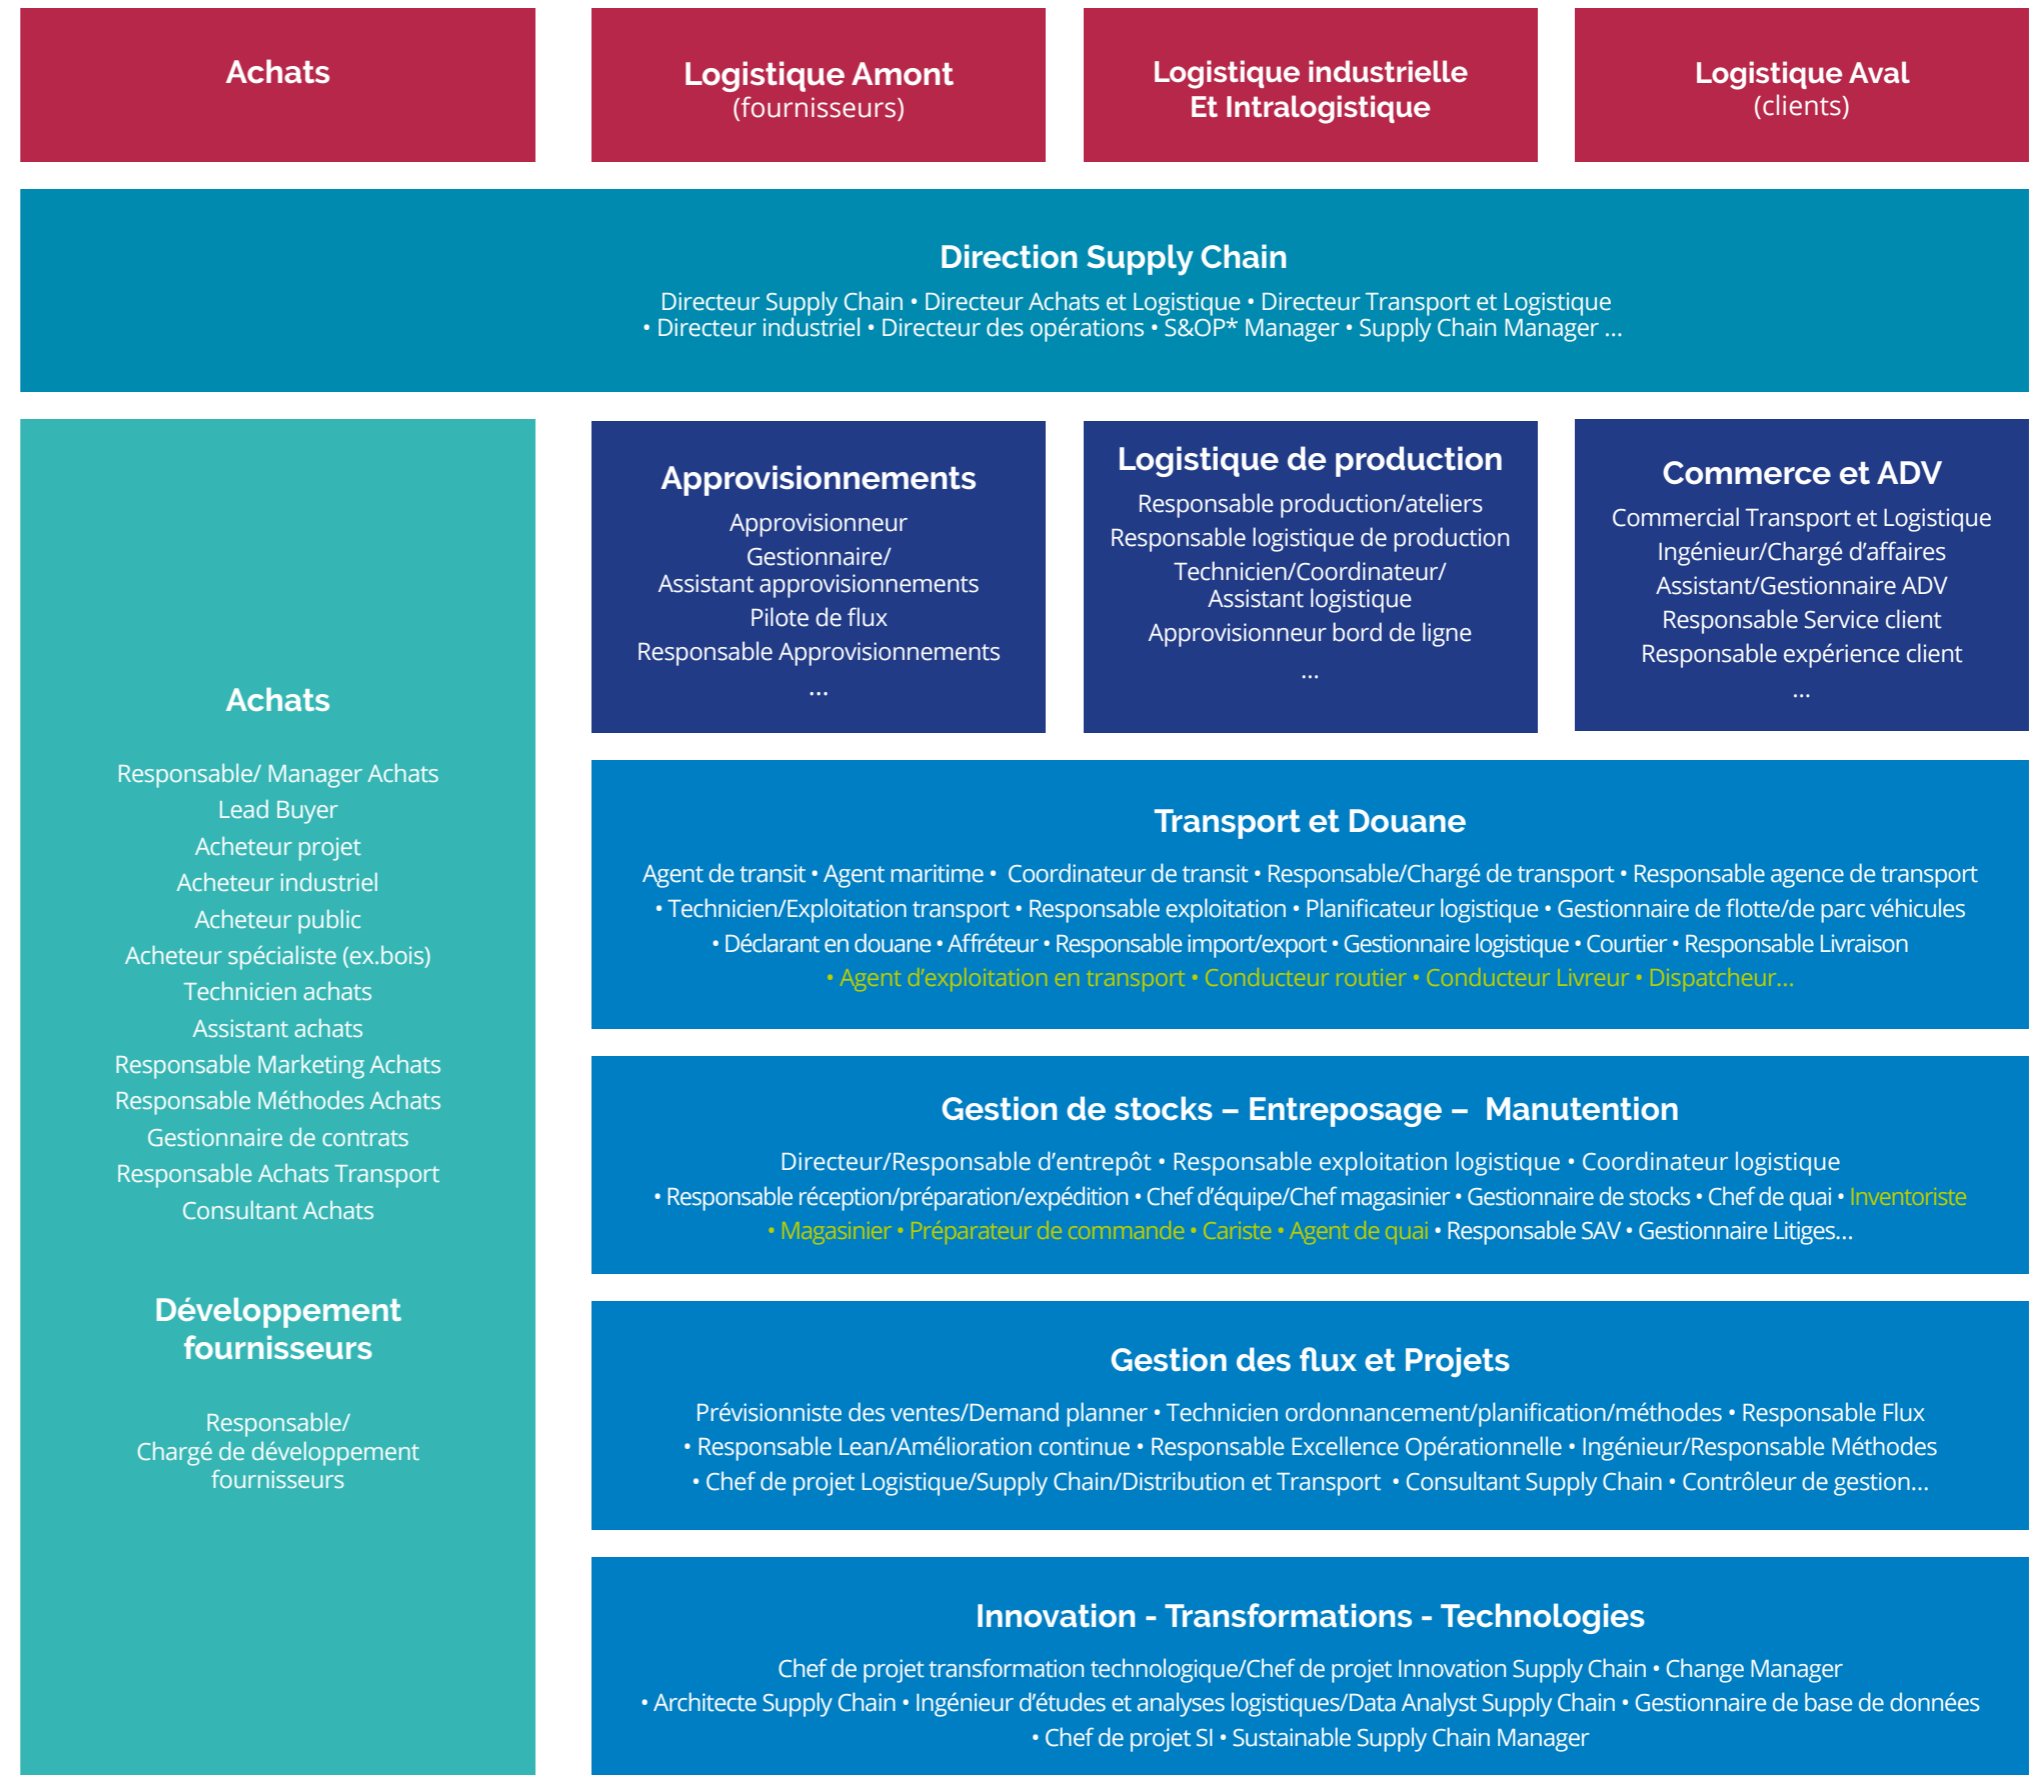 Achats
Logistique Amont
(fournisseurs)
Logistique industrielle
Et Intralogistique
Logistique Aval
(clients)
Direction Supply Chain
Directeur Supply Chain • Directeur Achats et Logistique • Directeur Transport et Logistique
• Directeur industriel • Directeur des opérations • S&OP* Manager • Supply Chain Manager ...
Achats
Responsable/ Manager Achats
Lead Buyer
Acheteur projet
Acheteur industriel
Acheteur public
Acheteur spécialiste (ex.bois)
Technicien achats
Assistant achats
Responsable Marketing Achats
Responsable Méthodes Achats
Gestionnaire de contrats
Responsable Achats Transport
Consultant Achats
Développement
fournisseurs
Responsable/
Chargé de développement
fournisseurs
Approvisionnements
Approvisionneur
Gestionnaire/
Assistant approvisionnements
Pilote de flux
Responsable Approvisionnements
...
Logistique de production
Responsable production/ateliers
Responsable logistique de production
Technicien/Coordinateur/
Assistant logistique
Approvisionneur bord de ligne
...
Commerce et ADV
Commercial Transport et Logistique
Ingénieur/Chargé d’affaires
Assistant/Gestionnaire ADV
Responsable Service client
Responsable expérience client
...
Transport et Douane
Agent de transit • Agent maritime • Coordinateur de transit • Responsable/Chargé de transport • Responsable agence de transport
• Technicien/Exploitation transport • Responsable exploitation • Planificateur logistique • Gestionnaire de flotte/de parc véhicules
• Déclarant en douane • Affréteur • Responsable import/export • Gestionnaire logistique • Courtier • Responsable Livraison
• Agent d’exploitation en transport • Conducteur routier • Conducteur Livreur • Dispatcheur...
Gestion de stocks – Entreposage – Manutention
Directeur/Responsable d’entrepôt • Responsable exploitation logistique • Coordinateur logistique
• Responsable réception/préparation/expédition • Chef d’équipe/Chef magasinier • Gestionnaire de stocks • Chef de quai • Inventoriste
• Magasinier • Préparateur de commande • Cariste • Agent de quai • Responsable SAV • Gestionnaire Litiges...
Gestion des flux et Projets
Prévisionniste des ventes/Demand planner • Technicien ordonnancement/planification/méthodes • Responsable Flux
• Responsable Lean/Amélioration continue • Responsable Excellence Opérationnelle • Ingénieur/Responsable Méthodes
• Chef de projet Logistique/Supply Chain/Distribution et Transport • Consultant Supply Chain • Contrôleur de gestion...
Innovation - Transformations - Technologies
Chef de projet transformation technologique/Chef de projet Innovation Supply Chain • Change Manager
• Architecte Supply Chain • Ingénieur d’études et analyses logistiques/Data Analyst Supply Chain • Gestionnaire de base de données
• Chef de projet SI • Sustainable Supply Chain Manager